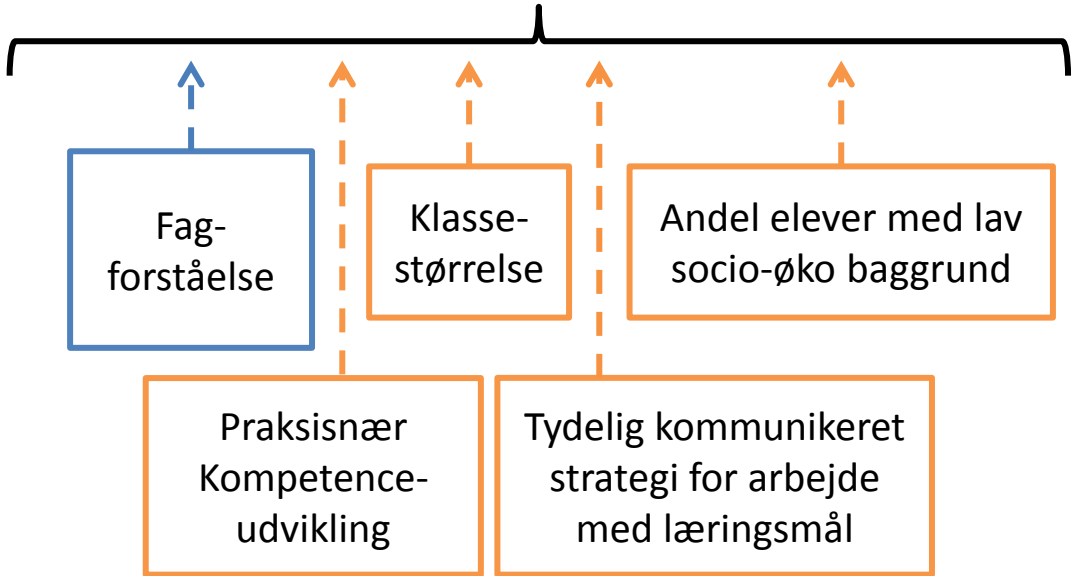 Fag-
forståelse
Klasse-
størrelse
Andel elever med lav
socio-øko baggrund
Praksisnær
Kompetence-
udvikling
Tydelig kommunikeret
strategi for arbejde
med læringsmål